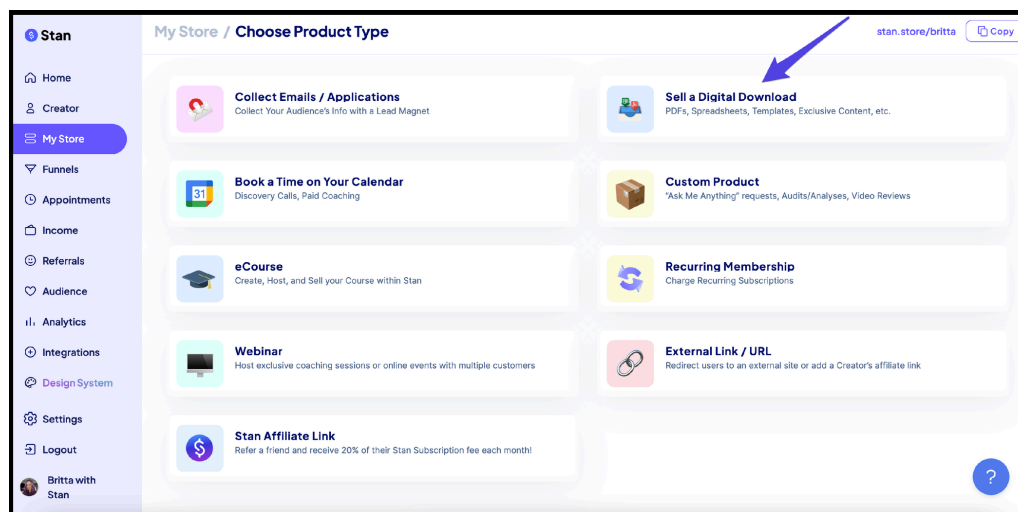 Stan
My Store / Choose Product Type
stan.store/britta
Copy
Home
Creator
My Store
Funnels
Appointments
Income
Referrals
Audience
Analytics
Integrations
Design System
Settings
Logout
Britta with
Stan
Collect Emails / Applications
Collect Your Audience's Info with a Lead Magnet
Sell a Digital Download
PDFs, Spreadsheets, Templates, Exclusive Content, etc.
31
Book a Time on Your Calendar
Discovery Calls, Paid Coaching
Custom Product
"Ask Me Anything" requests, Audits/Analyses, Video Reviews
eCourse
Create, Host, and Sell your Course within Stan
Recurring Membership
Charge Recurring Subscriptions
Webinar
Host exclusive coaching sessions or online events with multiple customers
External Link / URL
Redirect users to an external site or add a Creator's affiliate link
$
Stan Affiliate Link
Refer a friend and receive 20% of their Stan Subscription fee each month!
?